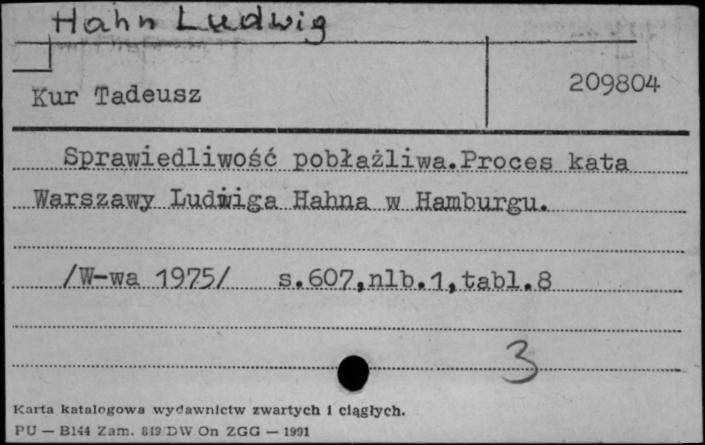 Hahn Ludwig
Kur Tadeusz 209804
Sprawiedliwość pobłażliwa.Proces kata
Warszawy Ludwiga Hahna w Hamburgu.
/W-wa 1975/ s.607,nlb.1,tabl.8
3
Karta katalogowa wydawnictw zwartych i ciągłych.
PU — B144 Zam. 819 DW On ZGG — 1991